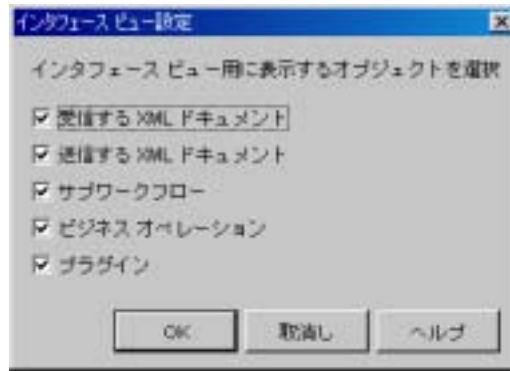 インタフェース ビュー設定
インタフェース ビュー用に表示するオブジェクトを選択
受信する XML ドキュメント
送信する XML ドキュメント
サブワークフロー
ビジネス オペレーション
プラグイン
OK 取消し ヘルプ